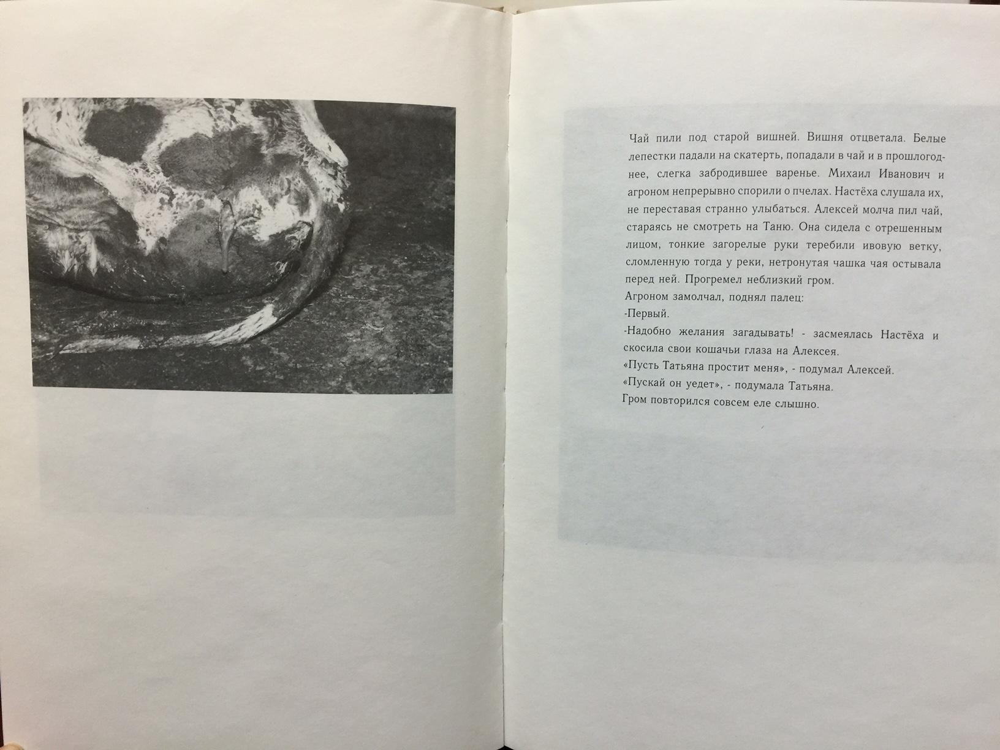 Чай пили под старой вишней. Вишня отцветала. Белые
лепестки падали на скатерть, попадали в чай и в прошлогод-
нее, слегка забродившее варенье. Михаил Иванович и
агроном непрерывно спорили о пчелах. Настёха слушала их,
не переставая странно улыбаться. Алексей молча пил чай,
стараясь не смотреть на Таню. Она сидела с отрешенным
лицом, тонкие загорелые руки теребили ивовую ветку,
сломленную тогда у реки, нетронутая чашка чая остывала
перед ней. Прогремел неблизкий гром.
Агроном замолчал, поднял палец:
-Первый.
-Надобно желания загадывать! - засмеялась Настёха и
скосила свои кошачьи глаза на Алексея.
«Пусть Татьяна простит меня», - подумал Алексей.
«Пускай он уедет», - подумала Татьяна.
Гром повторился совсем еле слышно.